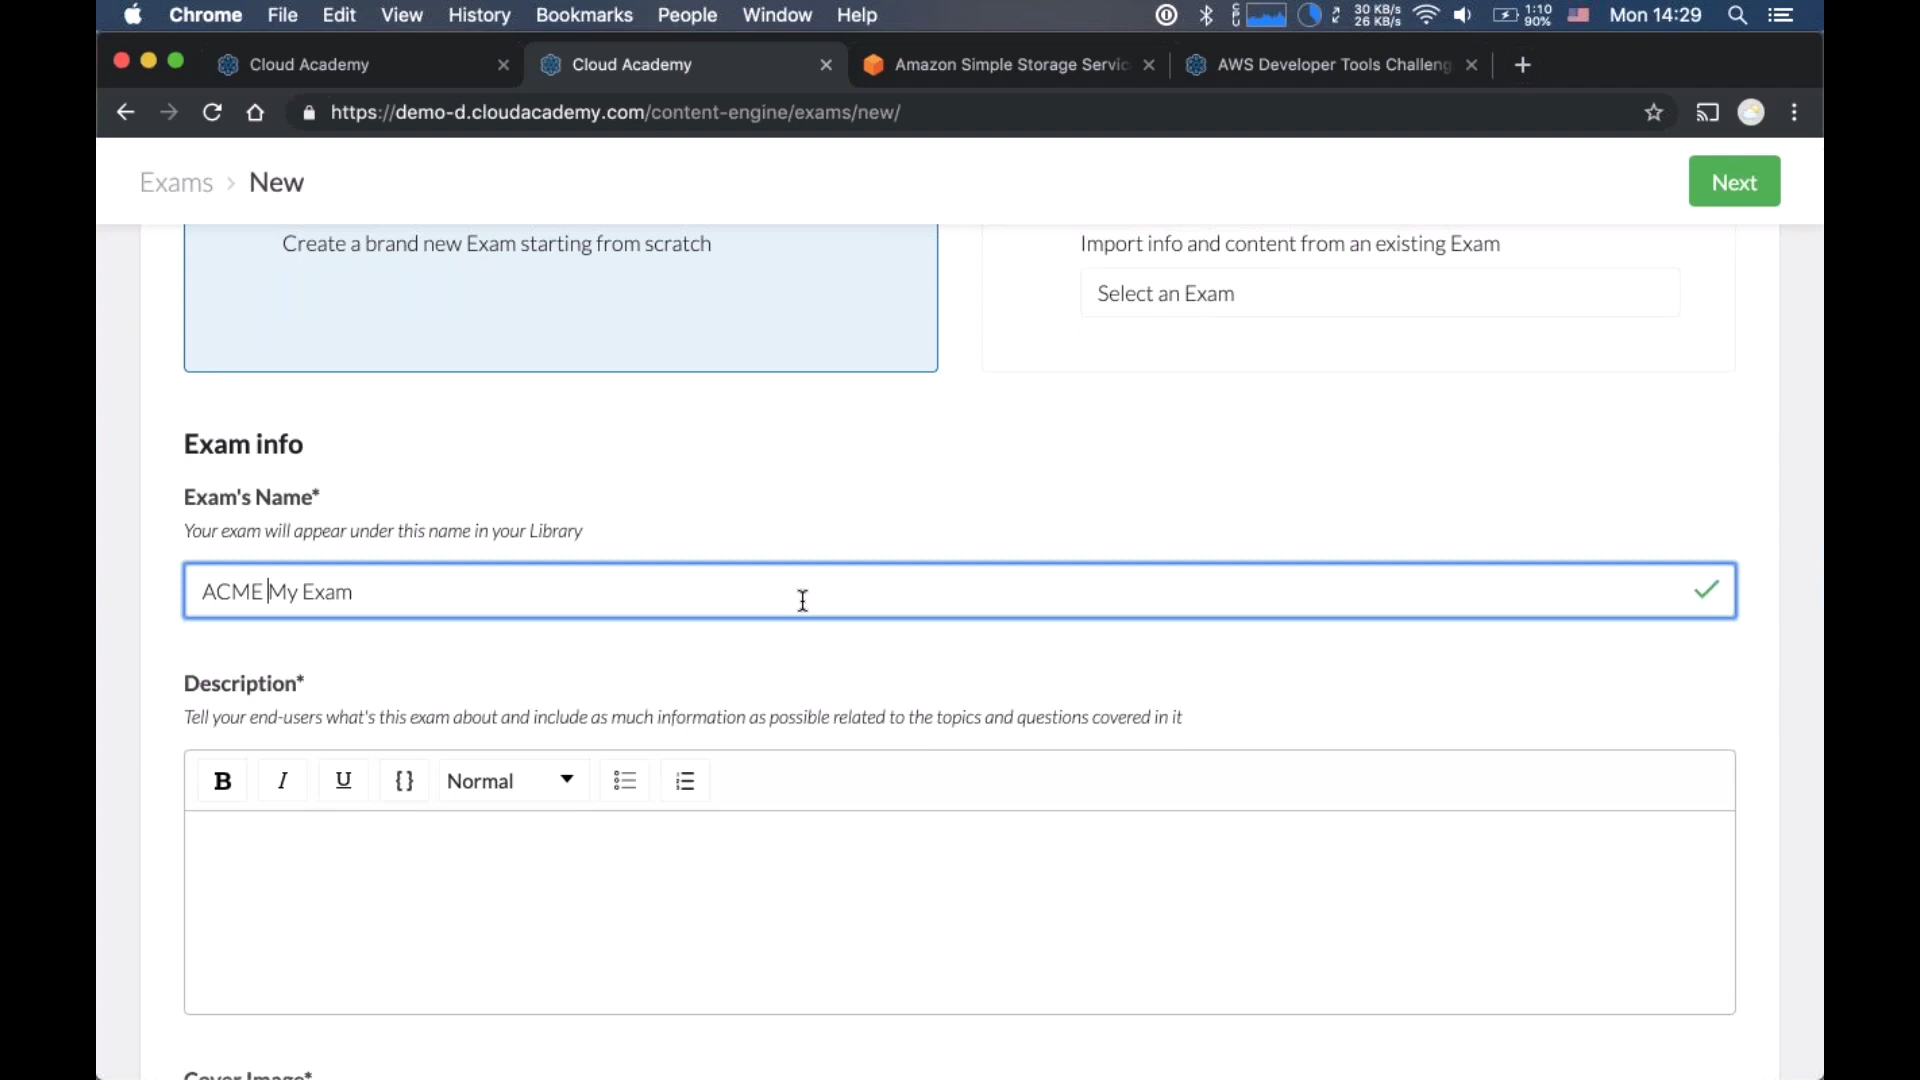 Chrome File Edit View History Bookmarks People Window Help 30 KB/s 26 KB/s 1:10 90% Mon 14:29
Cloud Academy Cloud Academy Amazon Simple Storage Servic AWS Developer Tools Challeng
https://demo-d.cloudacademy.com/content-engine/exams/new/
Exams › New Next
Create a brand new Exam starting from scratch
Import info and content from an existing Exam
Select an Exam
Exam info
Exam's Name*
Your exam will appear under this name in your Library
ACME My Exam
Description*
Tell your end-users what's this exam about and include as much information as possible related to the topics and questions covered in it
B I U {} Normal
Cover Image*